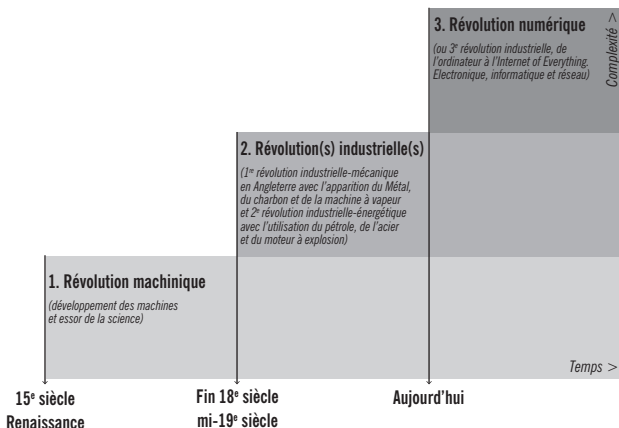 3. Révolution numérique
(ou 3e révolution industrielle, de
l'ordinateur à l'Internet of Everything.
Electronique, informatique et réseau)
Complexité >
2. Révolution(s) industrielle(s)
(1re révolution industrielle-mécanique
en Angleterre avec l'apparition du Métal,
du charbon et de la machine à vapeur
et 2e révolution industrielle-énergétique
avec l'utilisation du pétrole, de l'acier
et du moteur à explosion)
1. Révolution machinique
(développement des machines
et essor de la science)
Temps >
15e siècle
Renaissance
Fin 18e siècle
mi-19e siècle
Aujourd'hui